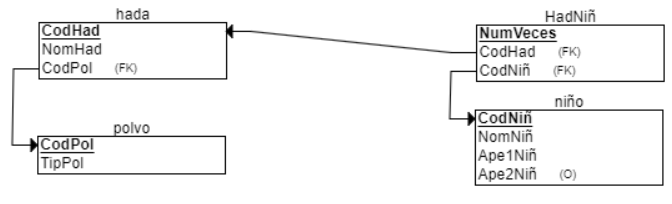 hada
CodHad
NomHad
CodPol (FK)
polvo
CodPol
TipPol
HadNiñ
NumVeces
CodHad (FK)
CodNiñ (FK)
niño
CodNiñ
NomNiñ
Ape1Niñ
Ape2Niñ (O)